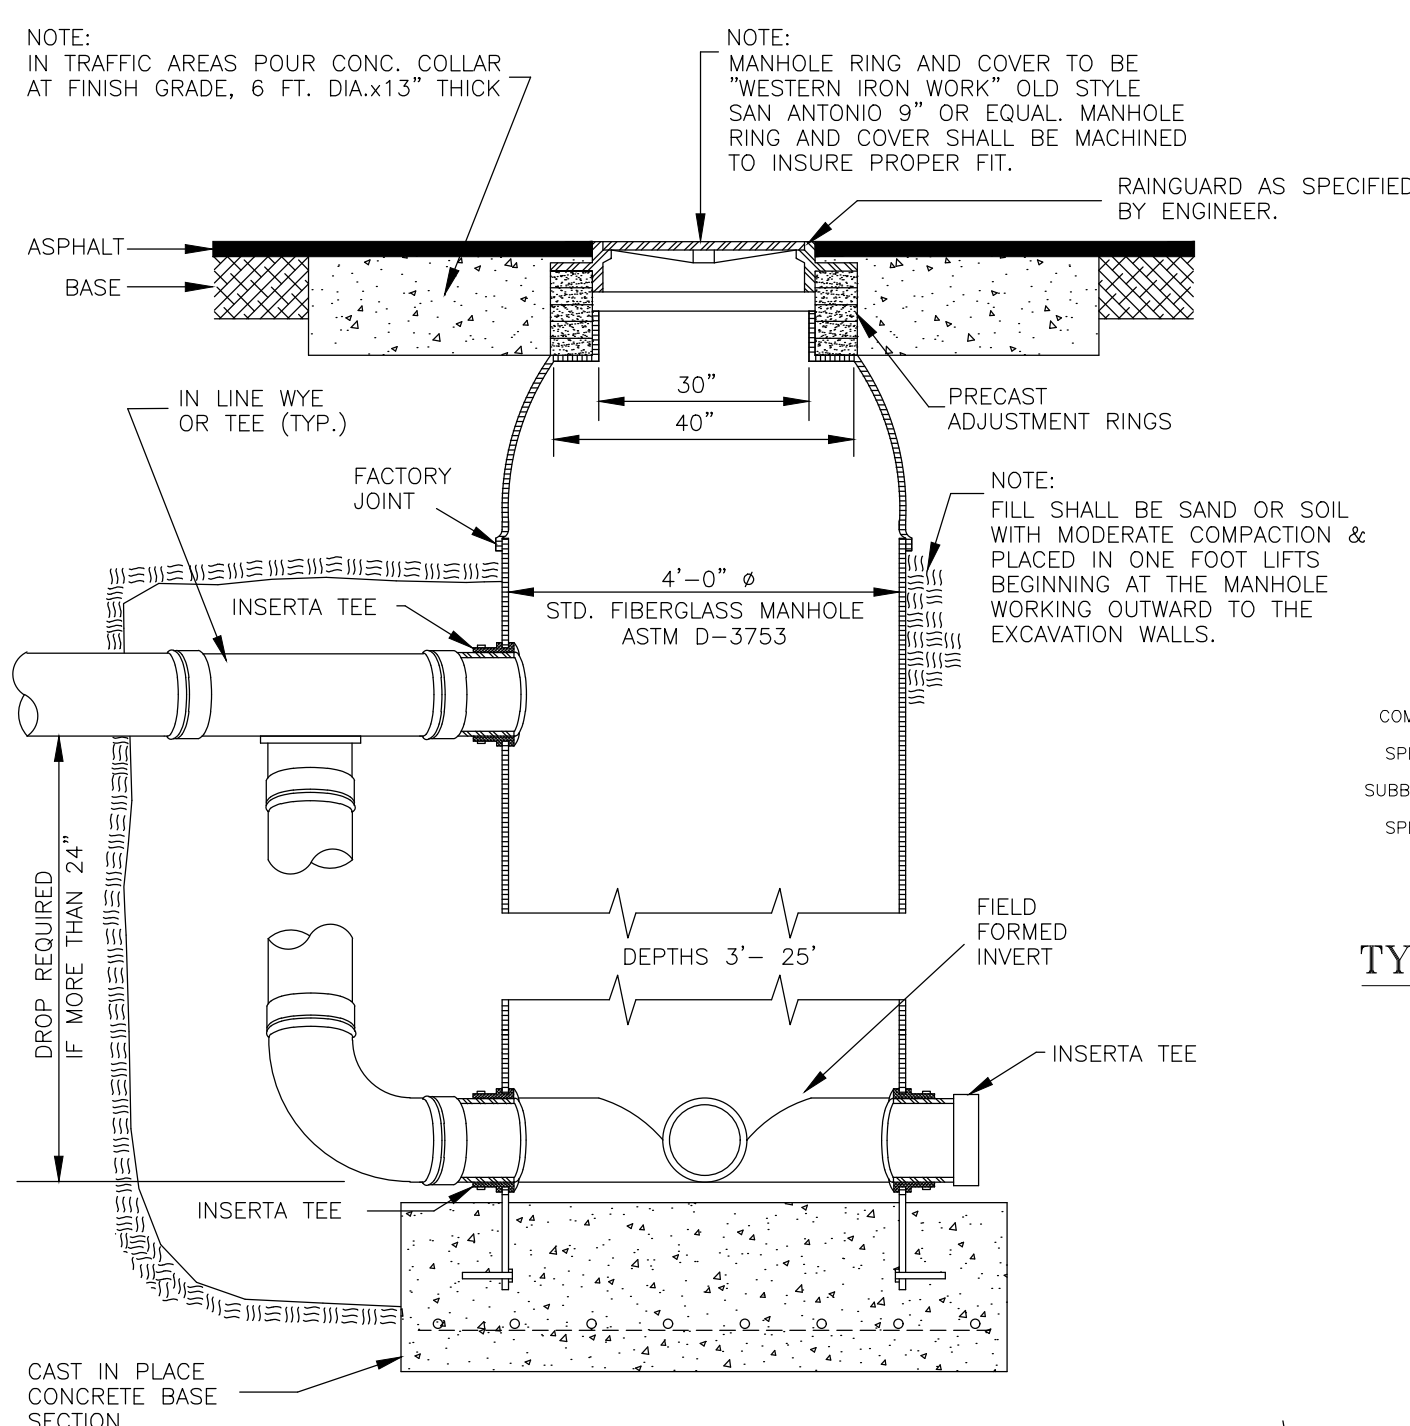 NOTE:
IN TRAFFIC AREAS POUR CONC. COLLAR
AT FINISH GRADE, 6 FT. DIA.x13" THICK
NOTE:
MANHOLE RING AND COVER TO BE
"WESTERN IRON WORK" OLD STYLE
SAN ANTONIO 9" OR EQUAL. MANHOLE
RING AND COVER SHALL BE MACHINED
TO INSURE PROPER FIT.
RAINGUARD AS SPECIFIED
BY ENGINEER.
ASPHALT
BASE
30"
40"
PRECAST
ADJUSTMENT RINGS
IN LINE WYE
OR TEE (TYP.)
FACTORY
JOINT
NOTE:
FILL SHALL BE SAND OR SOIL
WITH MODERATE COMPACTION &
PLACED IN ONE FOOT LIFTS
BEGINNING AT THE MANHOLE
WORKING OUTWARD TO THE
EXCAVATION WALLS.
4'-0" ø
STD. FIBERGLASS MANHOLE
ASTM D-3753
INSERTA TEE
COM
SP
SUBB
SP
DROP REQUIRED
IF MORE THAN 24"
DEPTHS 3'- 25'
FIELD
FORMED
INVERT
TY
INSERTA TEE
INSERTA TEE
CAST IN PLACE
CONCRETE BASE
SECTION